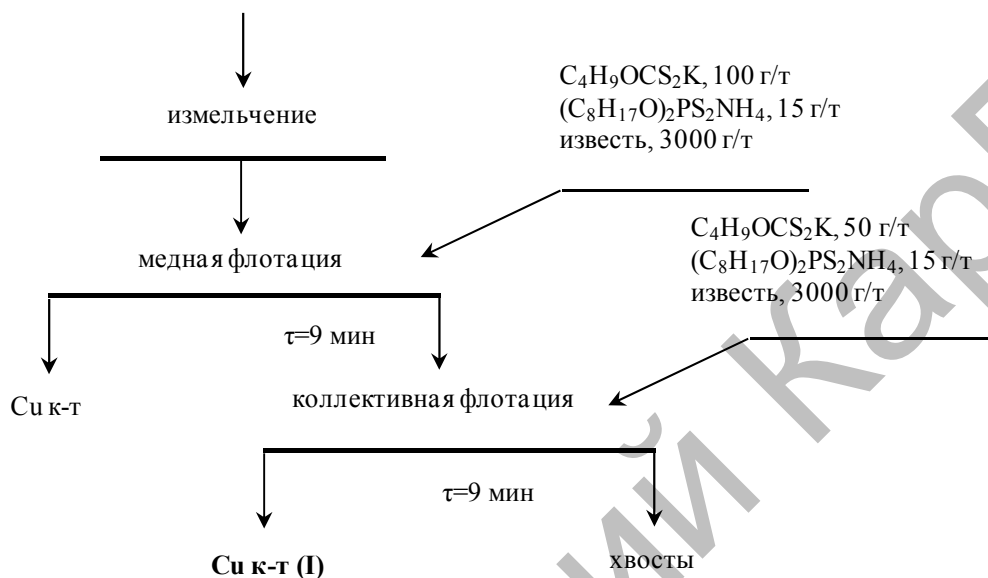 измельчение
C₄H₉OCS₂K, 100 г/т
(C₈H₁₇O)₂PS₂NH₄, 15 г/т
известь, 3000 г/т
медная флотация
C₄H₉OCS₂K, 50 г/т
(C₈H₁₇O)₂PS₂NH₄, 15 г/т
известь, 3000 г/т
τ=9 мин
Cu к-т
коллективная флотация
τ=9 мин
Cu к-т (I)
хвосты